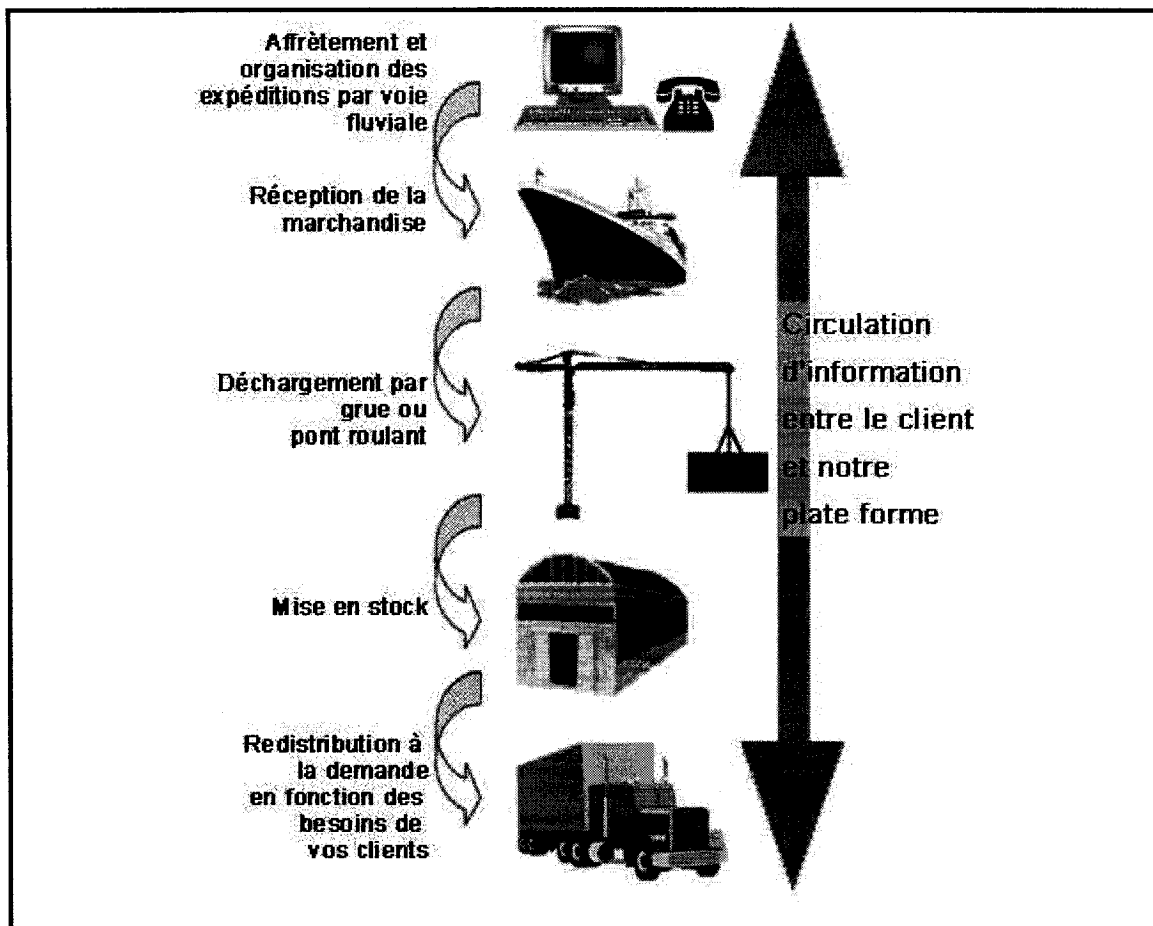 Affrètement et
organisation des
expéditions par voie
fluviale
Réception de la
marchandise
Déchargement par
grue ou
pont roulant
Mise en stock
Redistribution à
la demande
en fonction des
besoins de
vos clients
Circulation
d'information
entre le client
et notre
plate forme